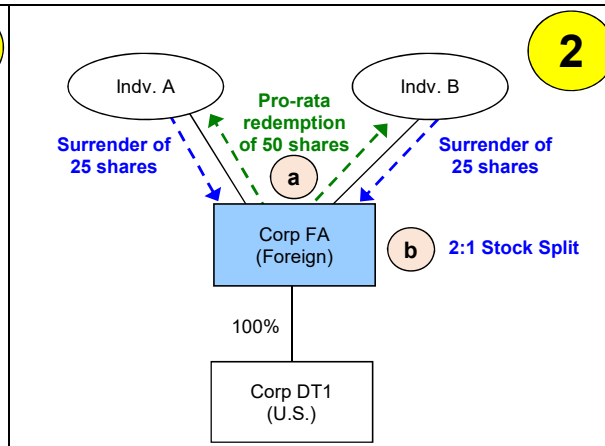 2
Indv. A
Indv. B
Pro-rata
redemption
of 50 shares
Surrender of
25 shares
Surrender of
25 shares
a
Corp FA
(Foreign)
b
2:1 Stock Split
100%
Corp DT1
(U.S.)